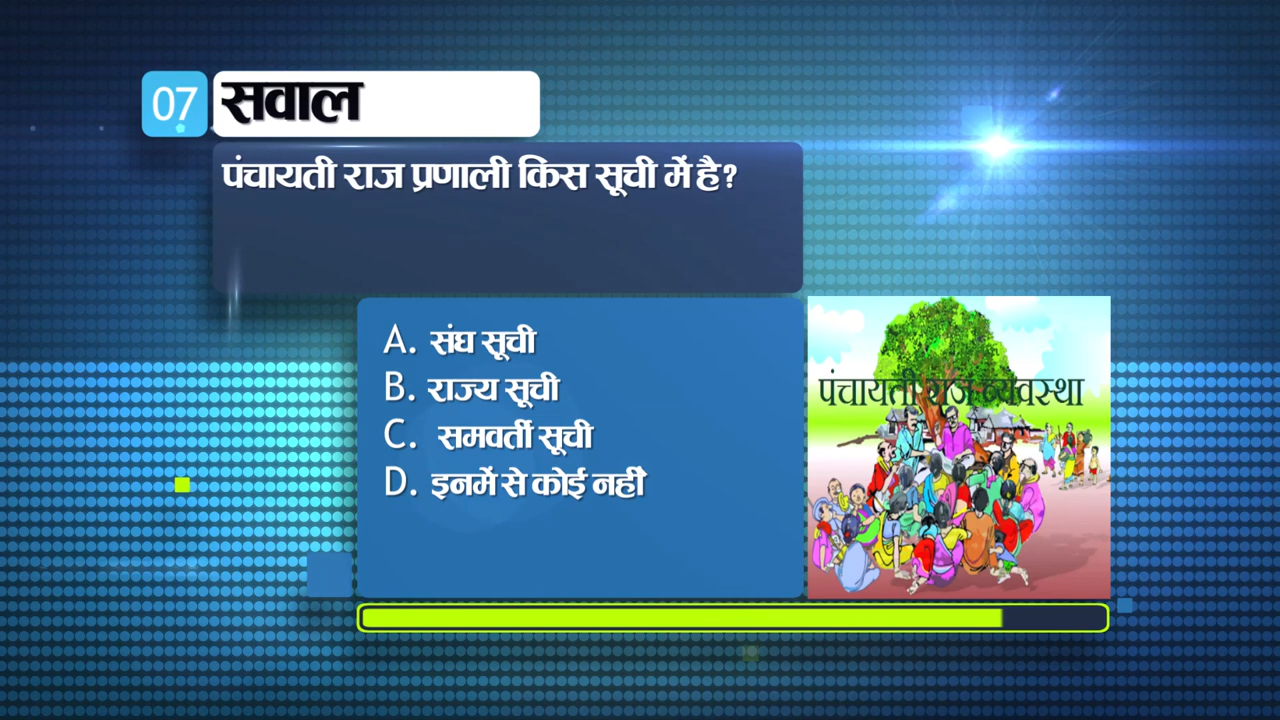 07 सवाल
पंचायती राज प्रणाली किस सूची में है?
A. संघ सूची
B. राज्य सूची
C. समवर्ती सूची
D. इनमें से कोई नहीं
पंचायती राज व्यवस्था